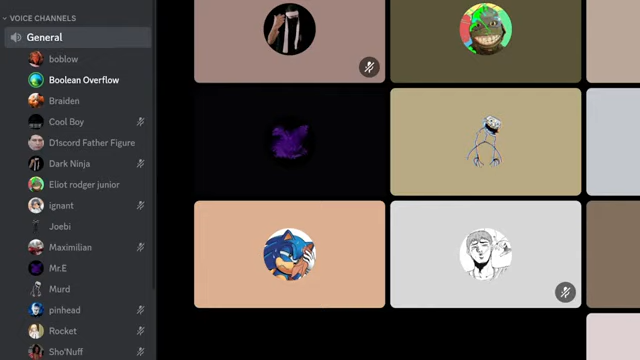 VOICE CHANNELS
General
boblow
Boolean Overflow
Braiden
Cool Boy
D1scord Father Figure
Dark Ninja
Eliot rodger junior
ignant
Joebi
Maximilian
Mr.E
Murd
pinhead
Rocket
Sho'Nuff